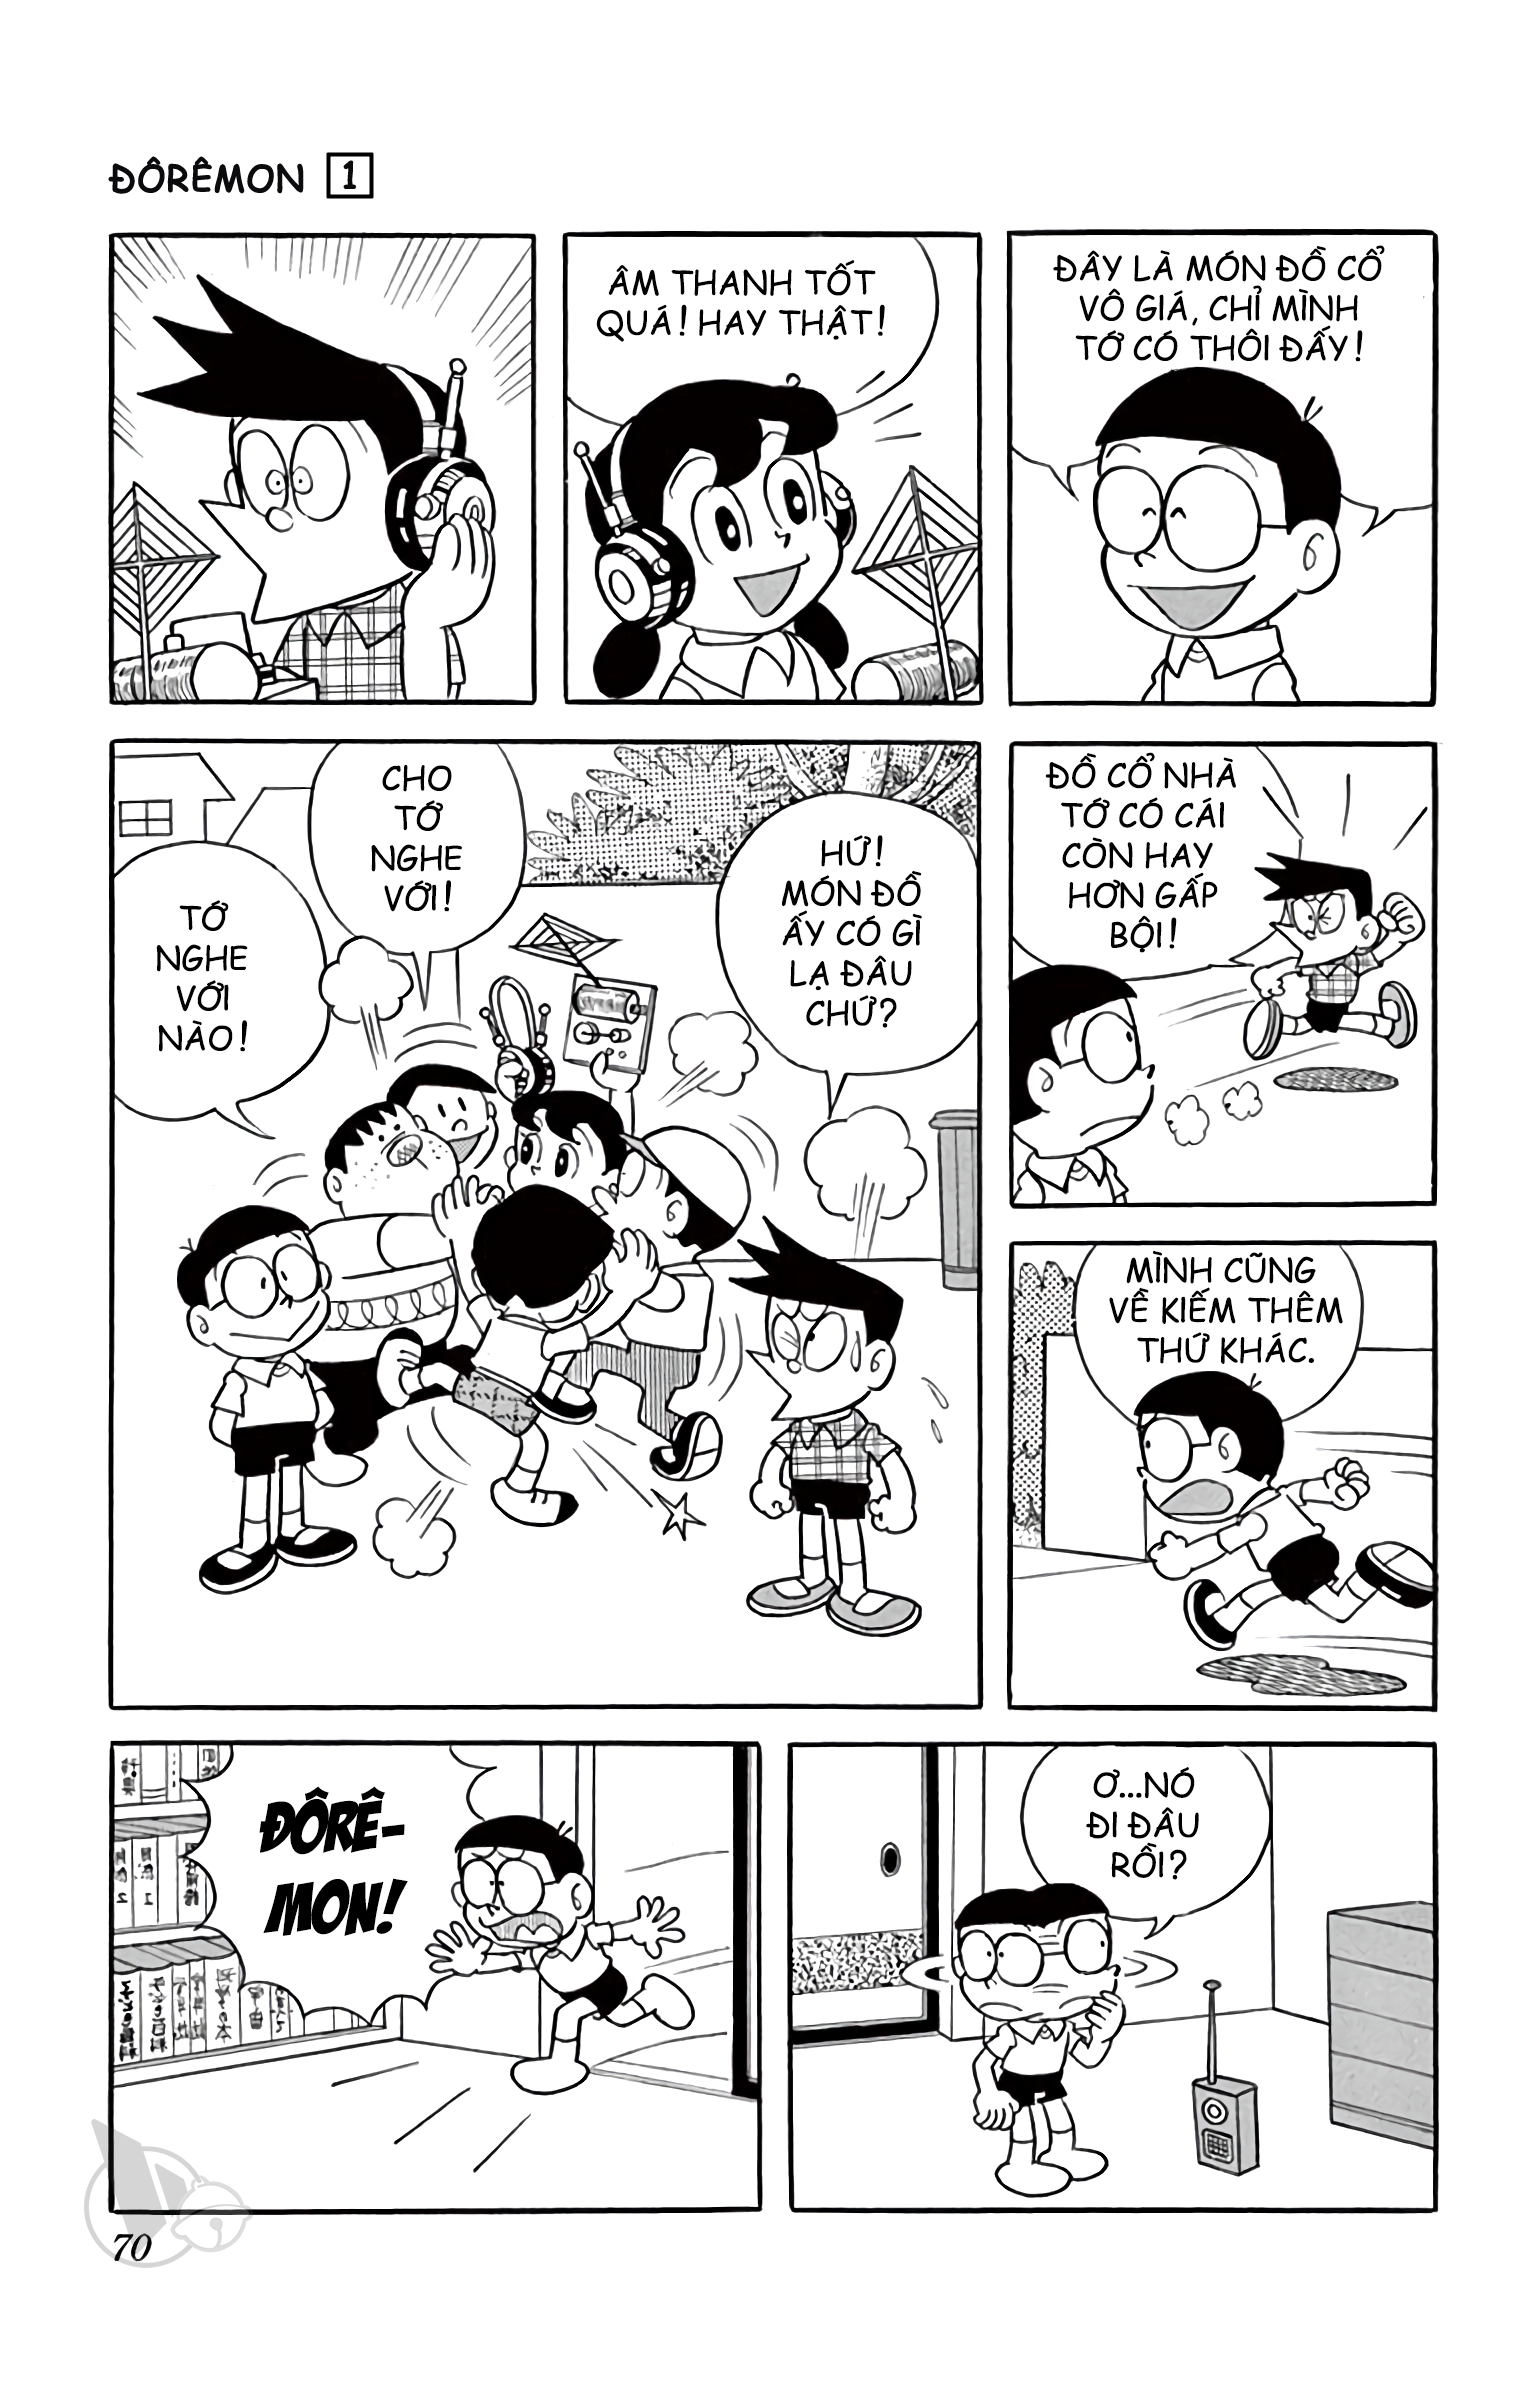 ĐÔRÊMON 1
ÂM THANH TỐT
QUÁ! HAY THẬT!
ĐÂY LÀ MÓN ĐỒ CỔ
VÔ GIÁ, CHỈ MÌNH
TỚ CÓ THÔI ĐẤY!
TỚ
NGHE
VỚI
NÀO!
CHO
TỚ
NGHE
VỚI!
HỨ!
MÓN ĐỒ
ẤY CÓ GÌ
LẠ ĐÂU
CHỨ?
ĐỒ CỔ NHÀ
TỚ CÓ CÁI
CÒN HAY
HƠN GẤP
BỘI!
MÌNH CŨNG
VỀ KIẾM THÊM
THỨ KHÁC.
ĐÔRÊ-
MON!
Ơ...NÓ
ĐI ĐÂU
RỒI?
70